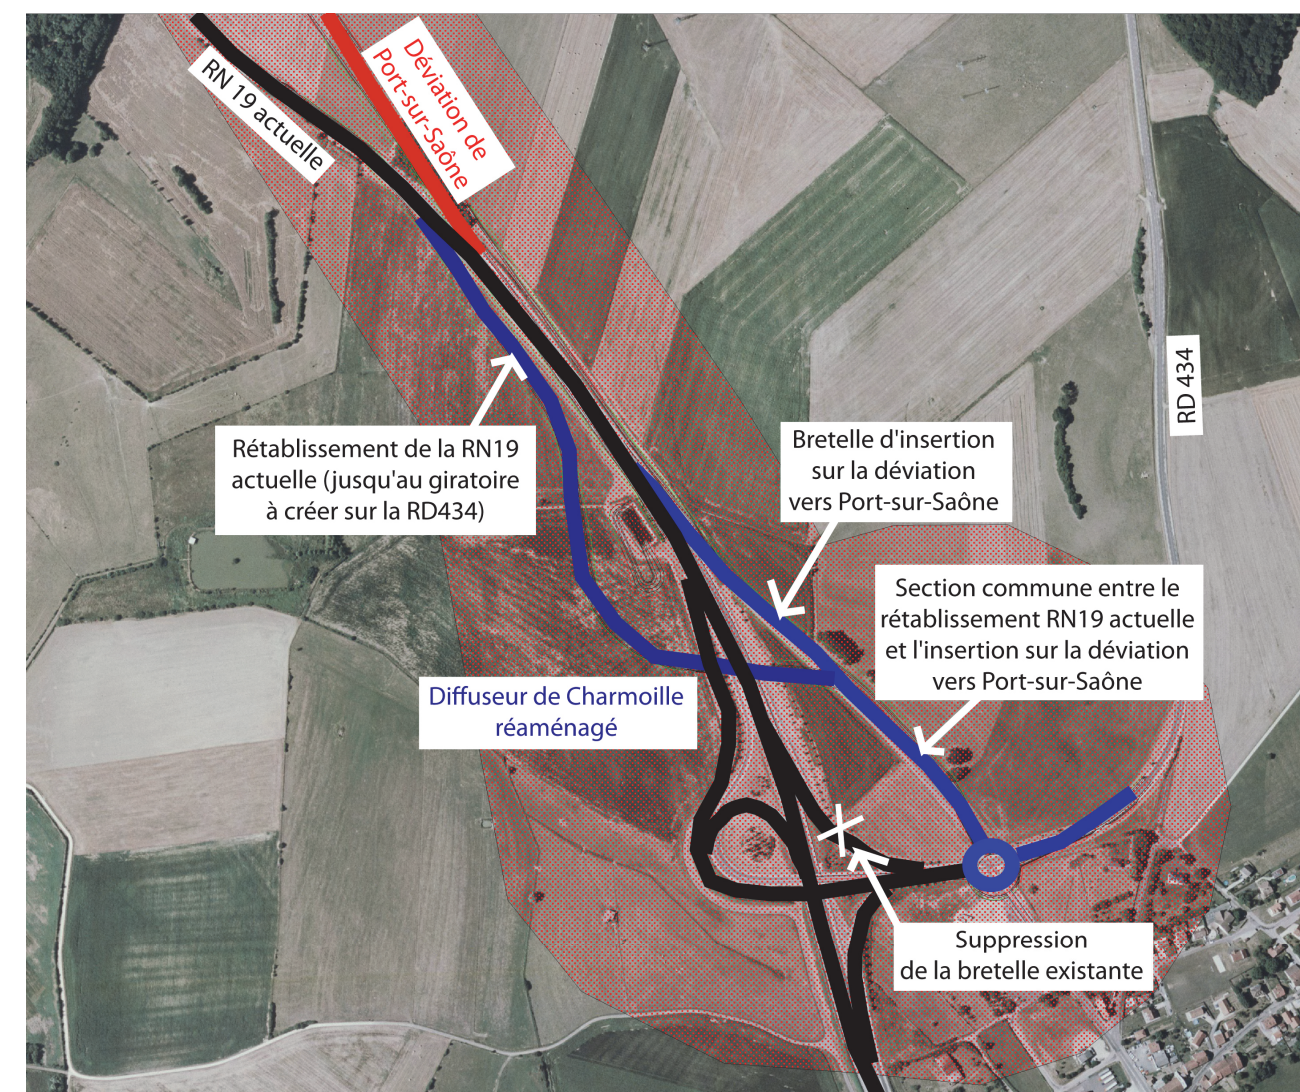 Déviation de
Port-sur-Saône
RN 19 actuelle
RD 434
Rétablissement de la RN19
actuelle (jusqu'au giratoire
à créer sur la RD434)
Bretelle d'insertion
sur la déviation
vers Port-sur-Saône
Section commune entre le
rétablissement RN19 actuelle
et l'insertion sur la déviation
vers Port-sur-Saône
Diffuseur de Charmoille
réaménagé
Suppression
de la bretelle existante